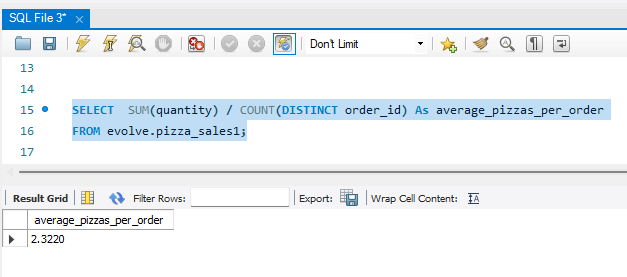 SQL File 3*
Don't Limit
13
14
15 SELECT SUM(quantity) / COUNT(DISTINCT order_id) As average_pizzas_per_order
16 FROM evolve.pizza_sales1;
17
Result Grid Filter Rows: Export: Wrap Cell Content:
average_pizzas_per_order
2.3220